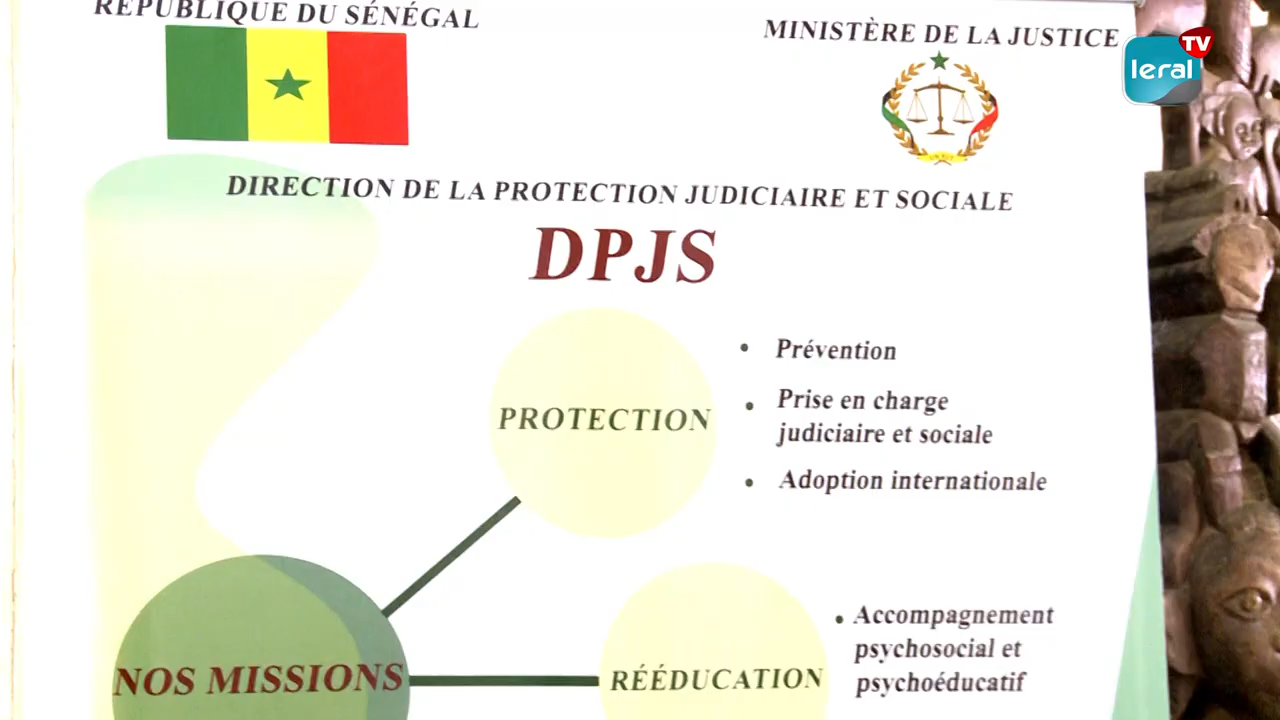 RÉPUBLIQUE DU SÉNÉGAL
MINISTÈRE DE LA JUSTICE
TV
leral
DIRECTION DE LA PROTECTION JUDICIAIRE ET SOCIALE
DPJS
PROTECTION
• Prévention
• Prise en charge
judiciaire et sociale
• Adoption internationale
NOS MISSIONS
RÉÉDUCATION
• Accompagnement
psychosocial et
psychoéducatif